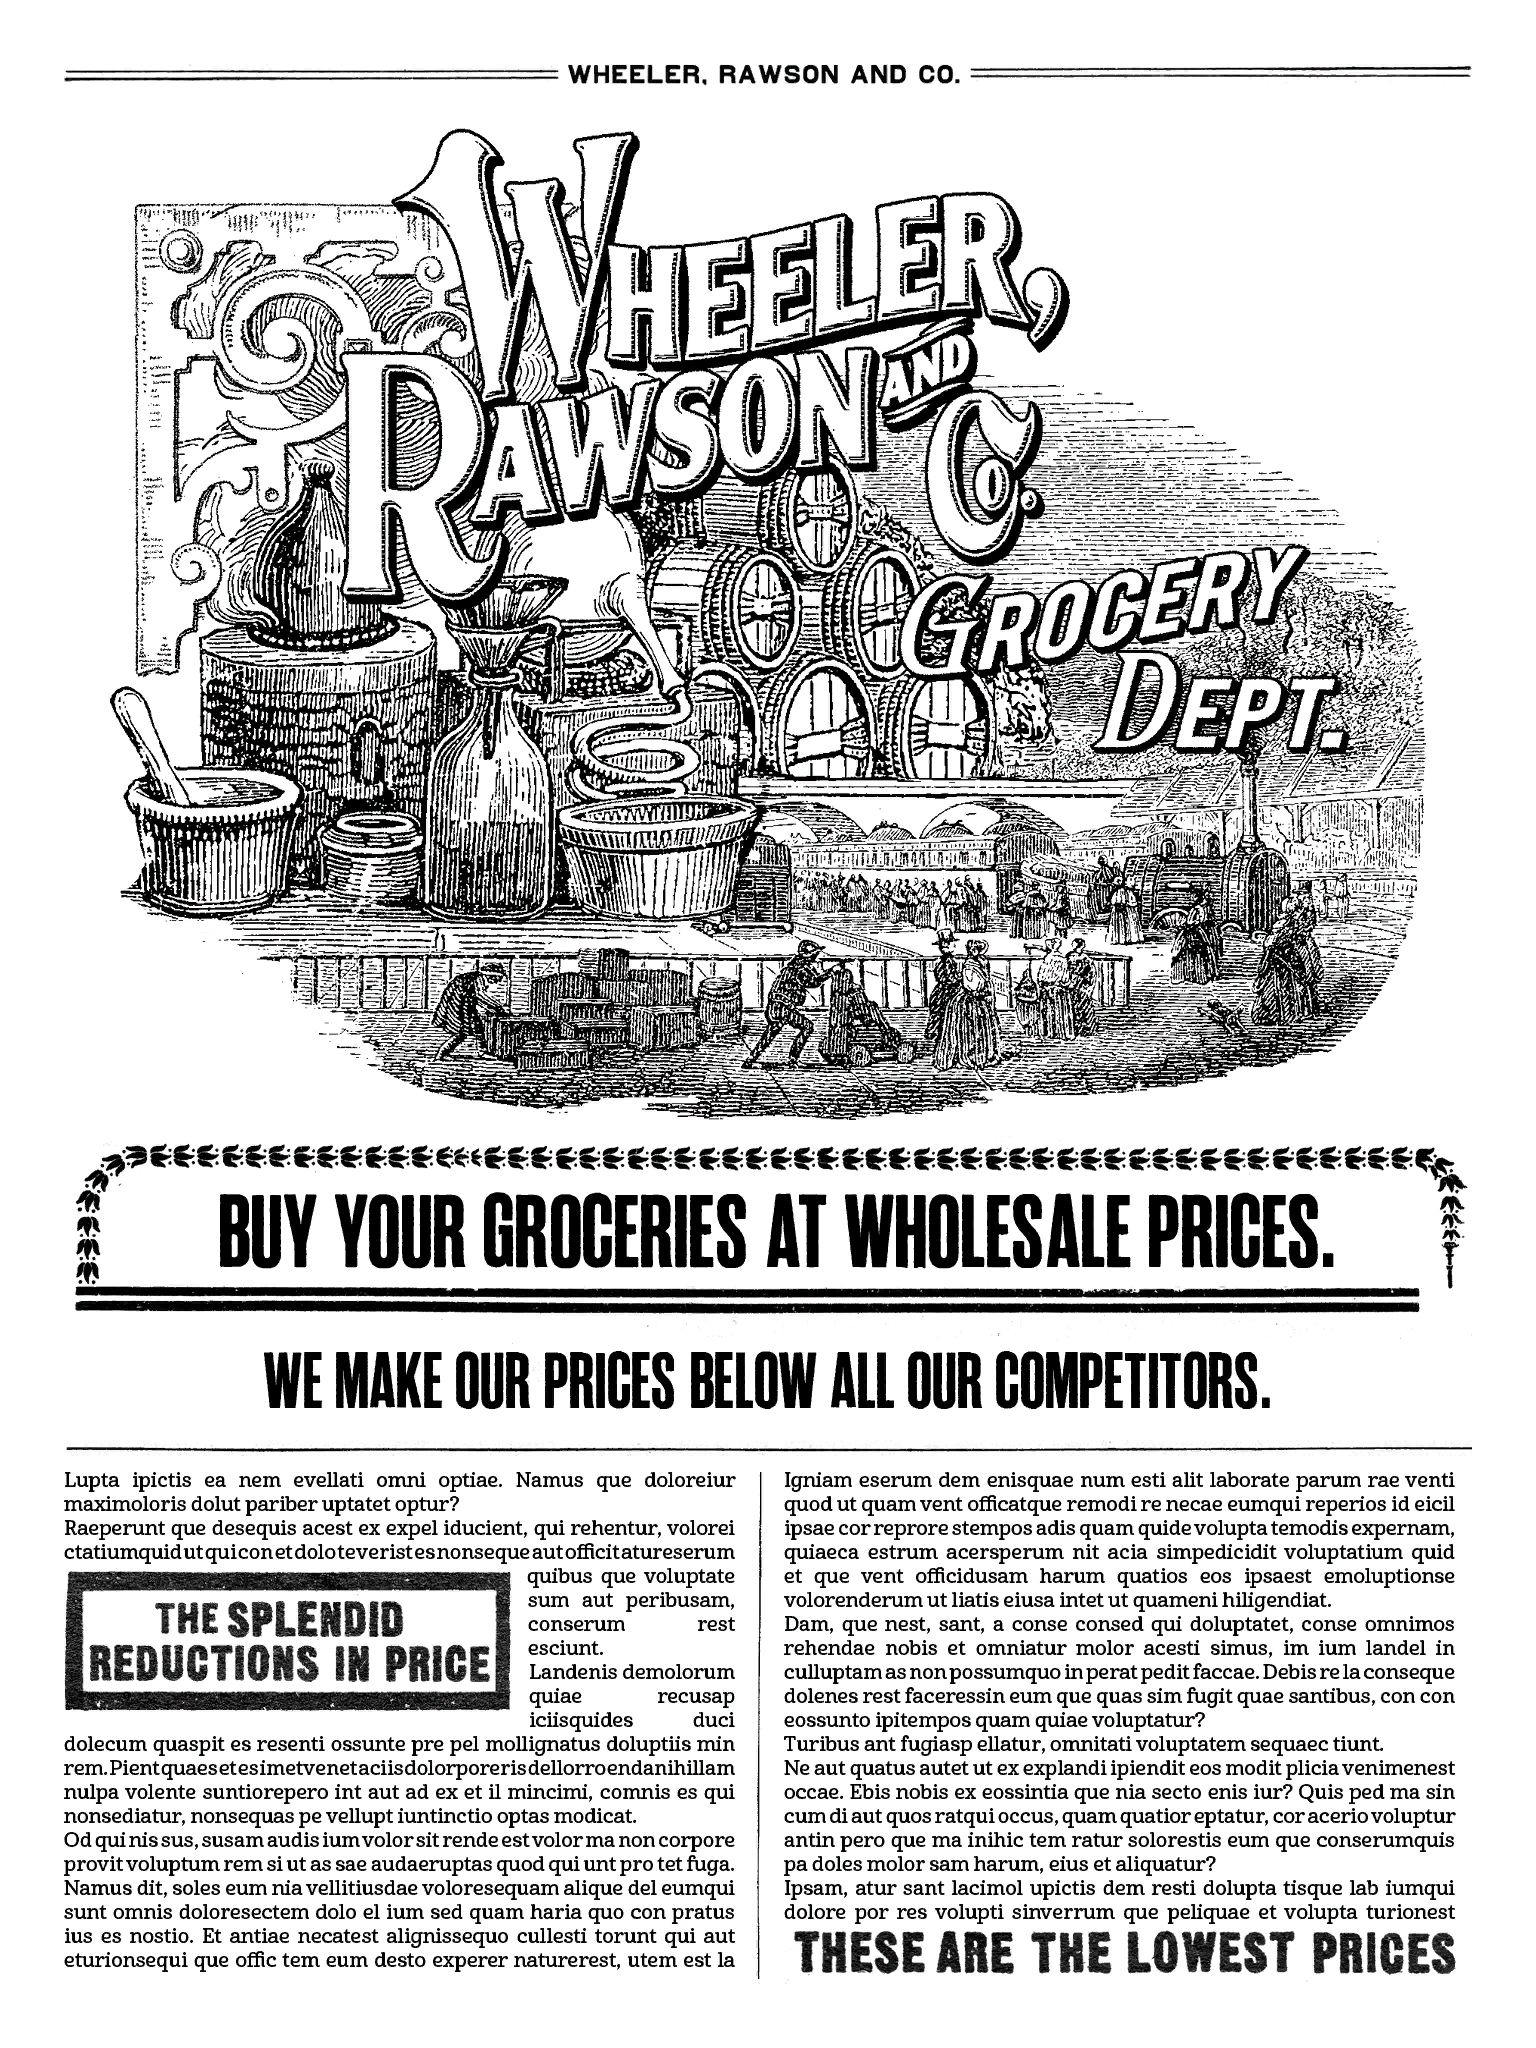 WHEELER, RAWSON AND CO.
WHEELER,
RAWSON AND
CO.
GROCERY
DEPT.
BUY YOUR GROCERIES AT WHOLESALE PRICES.
WE MAKE OUR PRICES BELOW ALL OUR COMPETITORS.
Lupta ipictis ea nem evellati omni optiae. Namus que doloreiur
maximoloris dolut pariber uptatet optur?
Raeperunt que desequis acest ex expel iducient, qui rehentur, volorei
ctatiumquid ut qui con et dolo teverist es nonseque aut officit atureserum
quibus que voluptate
sum aut peribusam,
conserum rest
esciunt.
Landenis demolorum
quiae recusap
iciisquides duci
THE SPLENDID
REDUCTIONS IN PRICE
dolecum quaspit es resenti ossunte pre pel mollignatus doluptiis min
rem. Pient quaes et es imet venet aciis dolorporeris dellorro endanihillam
nulpa volente suntiorepero int aut ad ex et il mincimi, comnis es qui
nonsediatur, nonsequas pe vellupt iuntinctio optas modicat.
Od qui nis sus, susam audis ium volor sit rende est volor ma non corpore
provit voluptum rem si ut as sae audaeruptas quod qui unt pro tet fuga.
Namus dit, soles eum nia vellitiusdae voloresequam alique del eumqui
sunt omnis doloresectem dolo el ium sed quam haria quo con pratus
ius es nostio. Et antiae necatest alignissequo cullesti torunt qui aut
eturionsequi que offic tem eum desto experer naturerest, utem est la
Igniam eserum dem enisquae num esti alit laborate parum rae venti
quod ut quam vent officatque remodi re necae eumqui reperios id eicil
ipsae cor reprore stempos adis quam quide volupta temodis expernam,
quiaeca estrum acersperum nit acia simpedicidit voluptatium quid
et que vent officidusam harum quatios eos ipsaest emoluptionse
volorenderum ut liatis eiusa intet ut quameni hiligendiat.
Dam, que nest, sant, a conse consed qui doluptatet, conse omnimos
rehendae nobis et omniatur molor acesti simus, im ium landel in
culluptam as non possumquo in perat pedit faccae. Debis re la conseque
dolenes rest faceressin eum que quas sim fugit quae santibus, con con
eossunto ipitempos quam quiae voluptatur?
Turibus ant fugiasp ellatur, omnitati voluptatem sequaec tiunt.
Ne aut quatus autet ut ex explandi ipiendit eos modit plicia venimenest
occae. Ebis nobis ex eossintia que nia secto enis iur? Quis ped ma sin
cum di aut quos ratqui occus, quam quatior eptatur, cor acerio voluptur
antin pero que ma inihic tem ratur solorestis eum que conserumquis
pa doles molor sam harum, eius et aliquatur?
Ipsam, atur sant lacimol upictis dem resti dolupta tisque lab iumqui
dolore por res volupti sinverrum que peliquae et volupta turionest
THESE ARE THE LOWEST PRICES